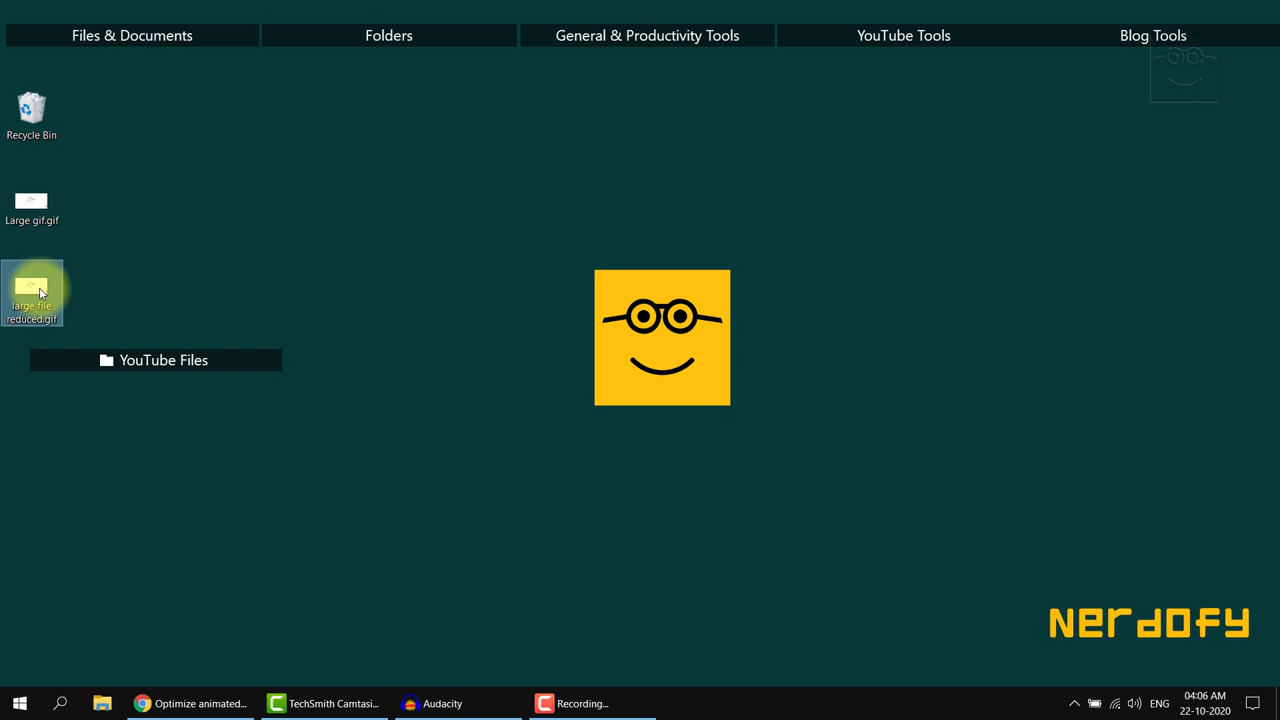 Files & Documents
Folders
General & Productivity Tools
YouTube Tools
Blog Tools
Recycle Bin
Large gif.gif
large file
reduced.gif
YouTube Files
Nerdofy
Optimize animated...
TechSmith Camtasi...
Audacity
Recording...
ENG
04:06 AM
22-10-2020